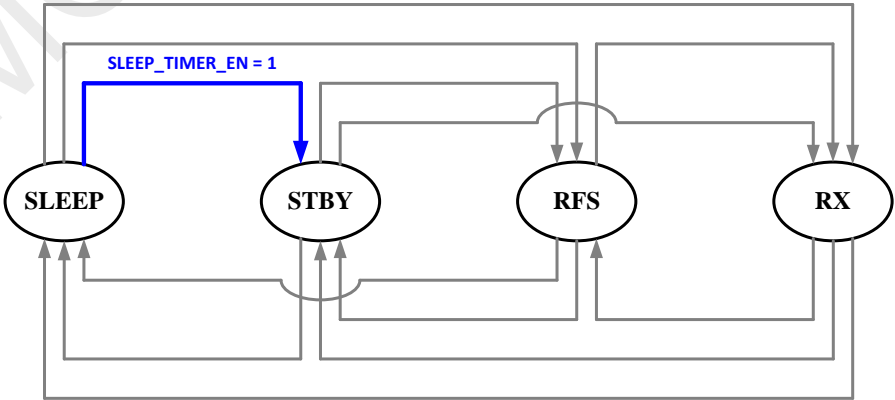 SLEEP_TIMER_EN = 1
SLEEP
STBY
RFS
RX